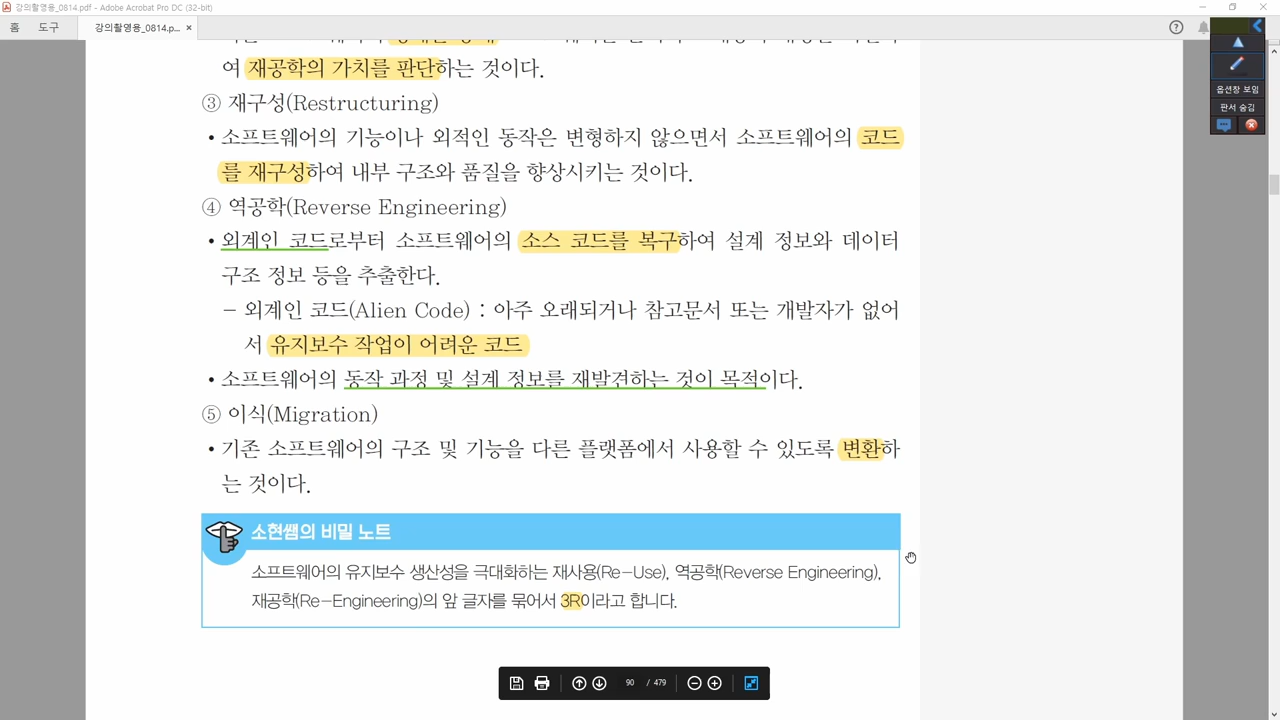 강의촬영용_0814.pdf - Adobe Acrobat Pro DC (32-bit)
홈 도구 강의촬영용_0814.p... ×
여 재공학의 가치를 판단하는 것이다.
③ 재구성(Restructuring)
• 소프트웨어의 기능이나 외적인 동작은 변형하지 않으면서 소프트웨어의 코드
를 재구성하여 내부 구조와 품질을 향상시키는 것이다.
④ 역공학(Reverse Engineering)
• 외계인 코드로부터 소프트웨어의 소스 코드를 복구하여 설계 정보와 데이터
구조 정보 등을 추출한다.
– 외계인 코드(Alien Code) : 아주 오래되거나 참고문서 또는 개발자가 없어
서 유지보수 작업이 어려운 코드
• 소프트웨어의 동작 과정 및 설계 정보를 재발견하는 것이 목적이다.
⑤ 이식(Migration)
• 기존 소프트웨어의 구조 및 기능을 다른 플랫폼에서 사용할 수 있도록 변환하
는 것이다.
소현쌤의 비밀 노트
소프트웨어의 유지보수 생산성을 극대화하는 재사용(Re-Use), 역공학(Reverse Engineering),
재공학(Re-Engineering)의 앞 글자를 묶어서 3R이라고 합니다.
90 / 479
옵션창 보임
판서 숨김